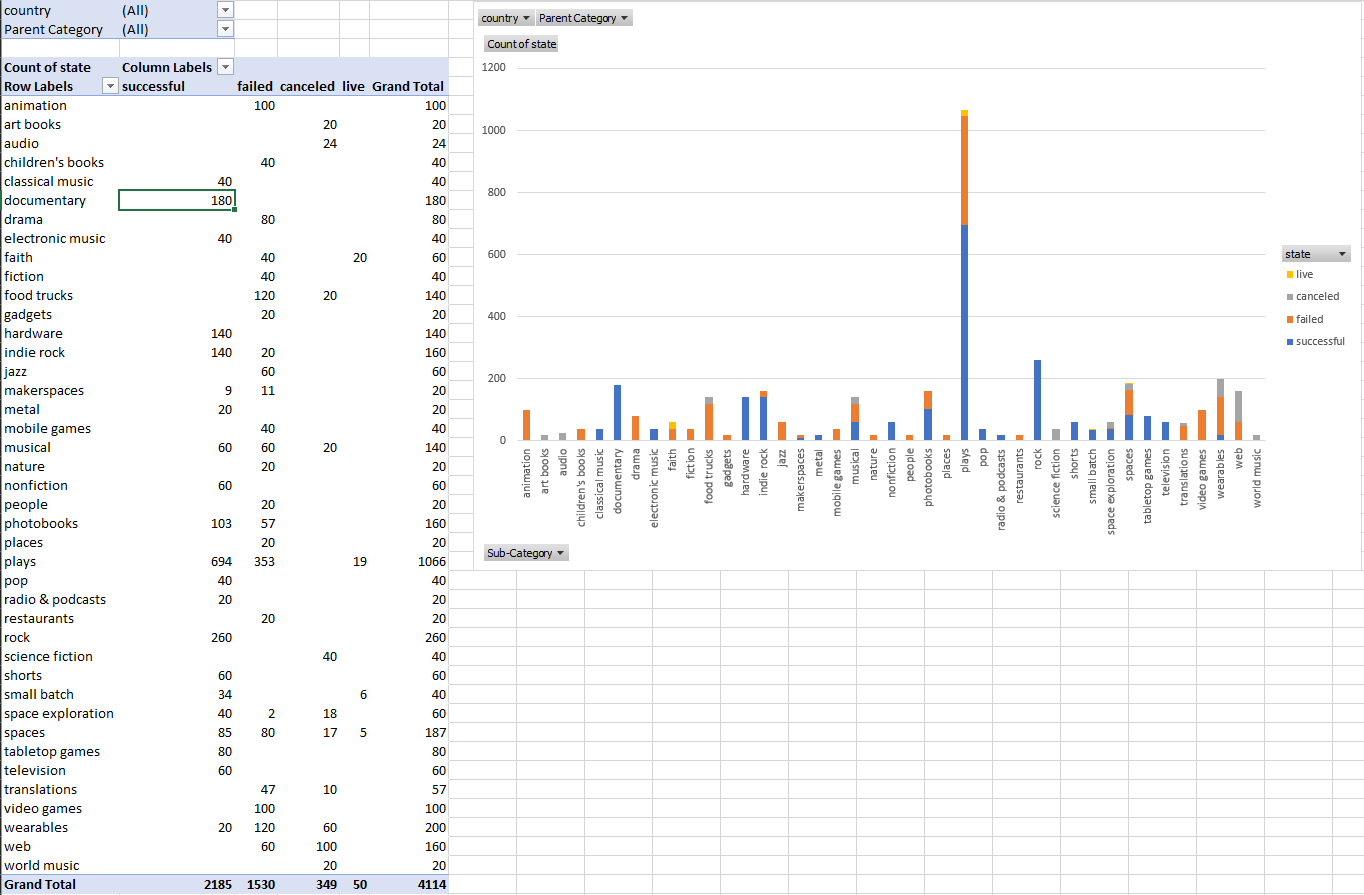 country (All)
Parent Category (All)
Count of state Column Labels
Row Labels successful failed canceled live Grand Total
animation 100 100
art books 20 20
audio 24 24
children's books 40 40
classical music 40 40
documentary 180 180
drama 80 80
electronic music 40 40
faith 40 20 60
fiction 40 40
food trucks 120 20 140
gadgets 20 20
hardware 140 140
indie rock 140 20 160
jazz 60 60
makerspaces 9 11 20
metal 20 20
mobile games 40 40
musical 60 60 20 140
nature 20 20
nonfiction 60 60
people 20 20
photobooks 103 57 160
places 20 20
plays 694 353 19 1066
pop 40 40
radio & podcasts 20 20
restaurants 20 20
rock 260 260
science fiction 40 40
shorts 60 60
small batch 34 6 40
space exploration 40 2 18 60
spaces 85 80 17 5 187
tabletop games 80 80
television 60 60
translations 47 10 57
video games 100 100
wearables 20 120 60 200
web 60 100 160
world music 20 20
Grand Total 2185 1530 349 50 4114
country Parent Category
Count of state
1200
1000
800
600
400
200
0
animation
art books
audio
children's books
classical music
documentary
drama
electronic music
faith
fiction
food trucks
gadgets
hardware
indie rock
jazz
makerspaces
metal
mobile games
musical
nature
nonfiction
people
photobooks
places
plays
pop
radio & podcasts
restaurants
rock
science fiction
shorts
small batch
space exploration
spaces
tabletop games
television
translations
video games
wearables
web
world music
Sub-Category
state
live
canceled
failed
successful